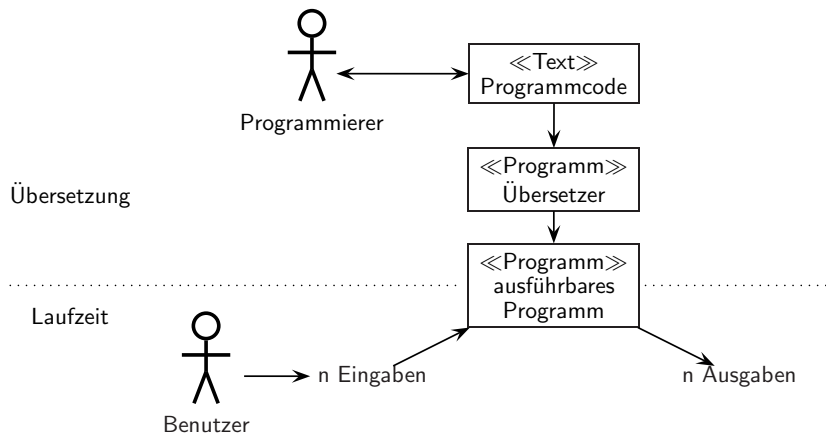 ≪Text≫
Programmcode
Programmierer
≪Programm≫
Übersetzer
Übersetzung
≪Programm≫
ausführbares
Programm
Laufzeit
n Eingaben
n Ausgaben
Benutzer